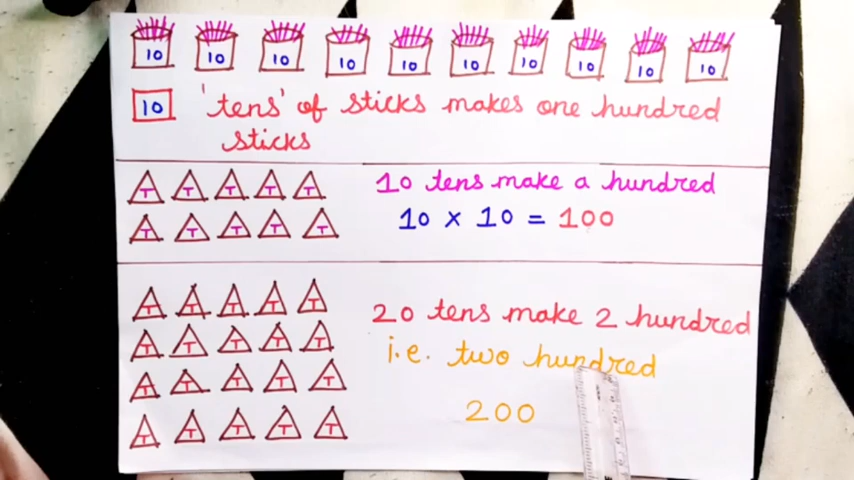 10 10 10 10 10 10 10 10 10 10
10 'tens' of sticks makes one hundred
sticks
T T T T T 10 tens make a hundred
T T T T T 10 x 10 = 100
T T T T T 20 tens make 2 hundred
T T T T T i.e. two hundred
T T T T T
T T T T T 200